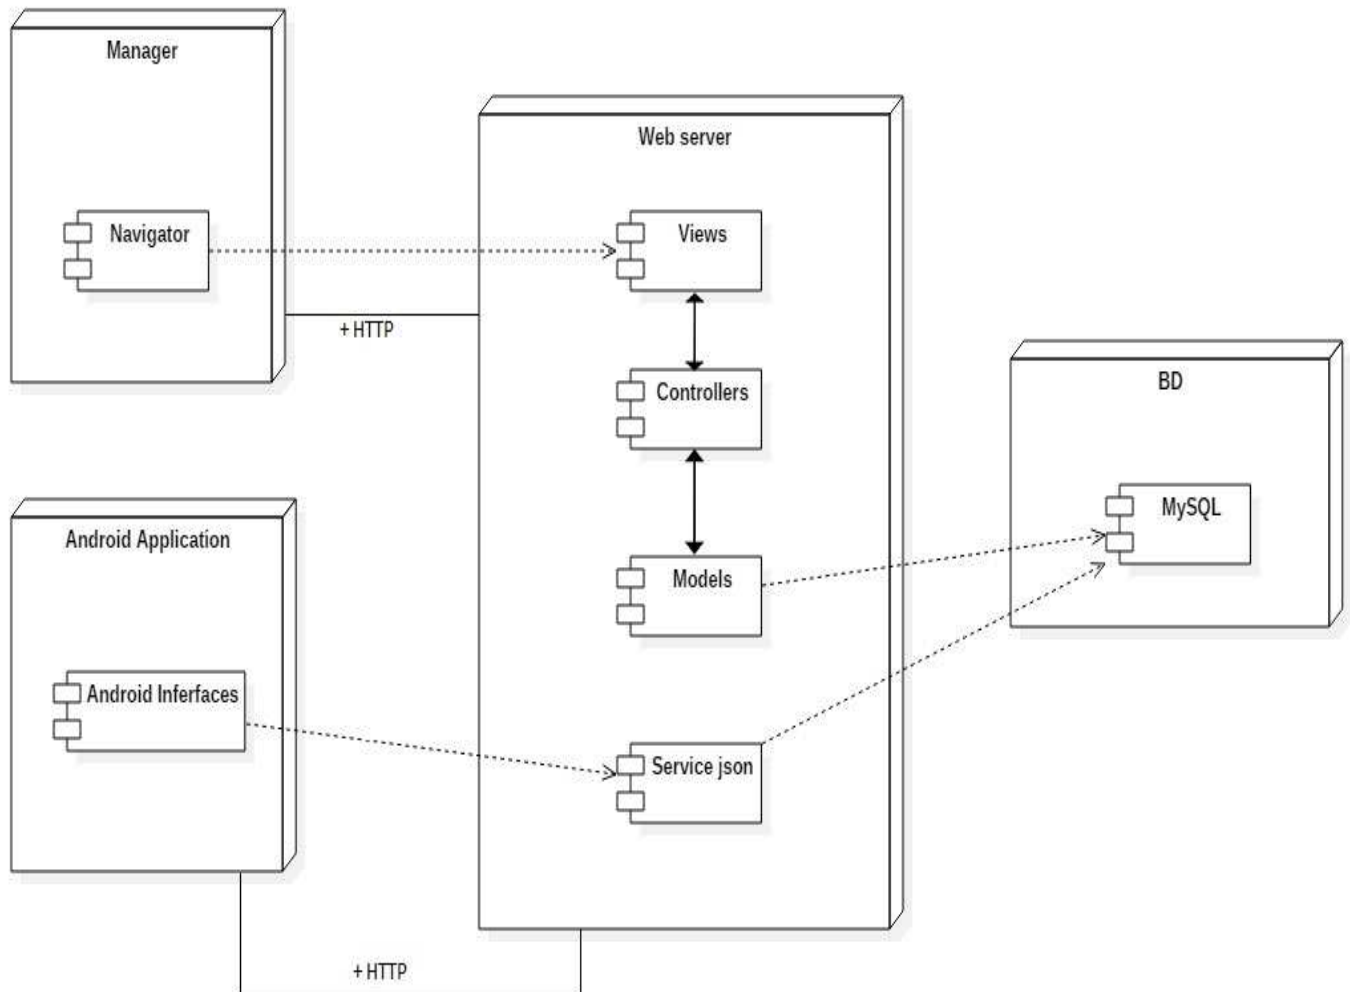 Manager
Navigator
+ HTTP
Web server
Views
Controllers
Models
Service json
BD
MySQL
Android Application
Android Inferfaces
+ HTTP